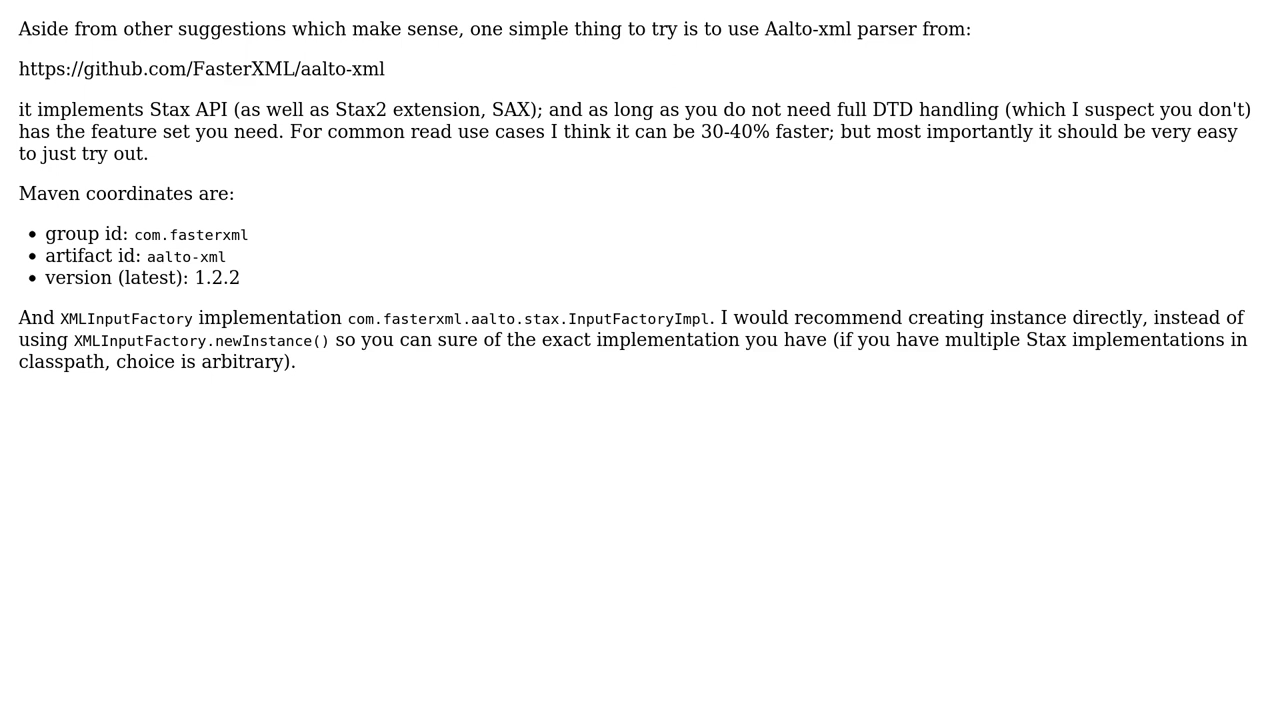 Aside from other suggestions which make sense, one simple thing to try is to use Aalto-xml parser from:
https://github.com/FasterXML/aalto-xml
it implements Stax API (as well as Stax2 extension, SAX); and as long as you do not need full DTD handling (which I suspect you don't)
has the feature set you need. For common read use cases I think it can be 30-40% faster; but most importantly it should be very easy
to just try out.
Maven coordinates are:
• group id: com.fasterxml
• artifact id: aalto-xml
• version (latest): 1.2.2
And XMLInputFactory implementation com.fasterxml.aalto.stax.InputFactoryImpl. I would recommend creating instance directly, instead of
using XMLInputFactory.newInstance() so you can sure of the exact implementation you have (if you have multiple Stax implementations in
classpath, choice is arbitrary).